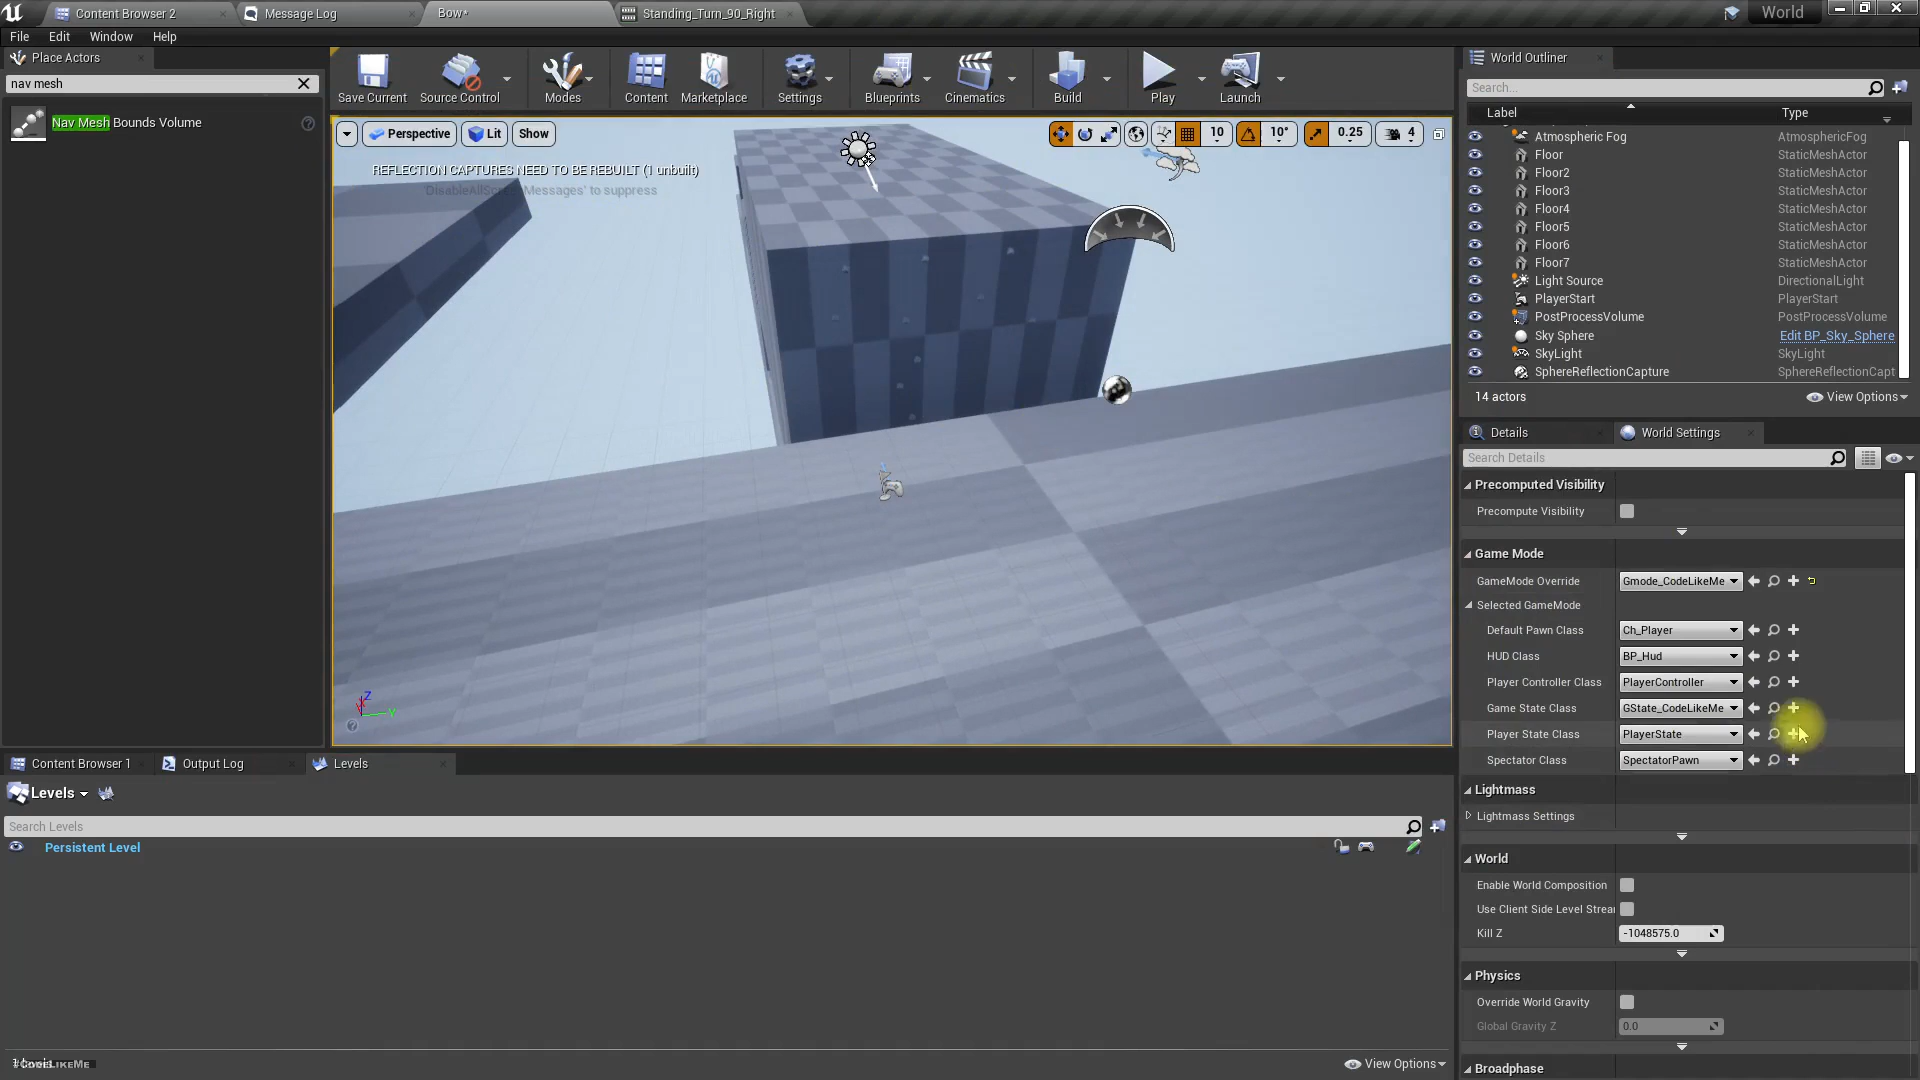 Content Browser 2
Message Log
Bow*
Standing_Turn_90_Right
World
File
Edit
Window
Help
Place Actors
nav mesh
Nav Mesh Bounds Volume
Save Current
Source Control
Modes
Content
Marketplace
Settings
Blueprints
Cinematics
Build
Play
Launch
Perspective
Lit
Show
10
10°
0.25
4
REFLECTION CAPTURES NEED TO BE REBUILT (1 unbuilt)
'DisableAllScreenMessages' to suppress
Z
Y
World Outliner
Search...
Label
Type
Atmospheric Fog
AtmosphericFog
Floor
StaticMeshActor
Floor2
StaticMeshActor
Floor3
StaticMeshActor
Floor4
StaticMeshActor
Floor5
StaticMeshActor
Floor6
StaticMeshActor
Floor7
StaticMeshActor
Light Source
DirectionalLight
PlayerStart
PlayerStart
PostProcessVolume
PostProcessVolume
Sky Sphere
Edit BP_Sky_Sphere
SkyLight
SkyLight
SphereReflectionCapture
SphereReflectionCapt
14 actors
View Options
Details
World Settings
Search Details
Precomputed Visibility
Precompute Visibility
Game Mode
GameMode Override
Gmode_CodeLikeMe
Selected GameMode
Default Pawn Class
Ch_Player
HUD Class
BP_Hud
Player Controller Class
PlayerController
Game State Class
GState_CodeLikeMe
Player State Class
PlayerState
Spectator Class
SpectatorPawn
Lightmass
Lightmass Settings
World
Enable World Composition
Use Client Side Level Strear
Kill Z
-1048575.0
Physics
Override World Gravity
Global Gravity Z
0.0
Broadphase
Content Browser 1
Output Log
Levels
Levels
Search Levels
Persistent Level
#CodeLikeMe
View Options